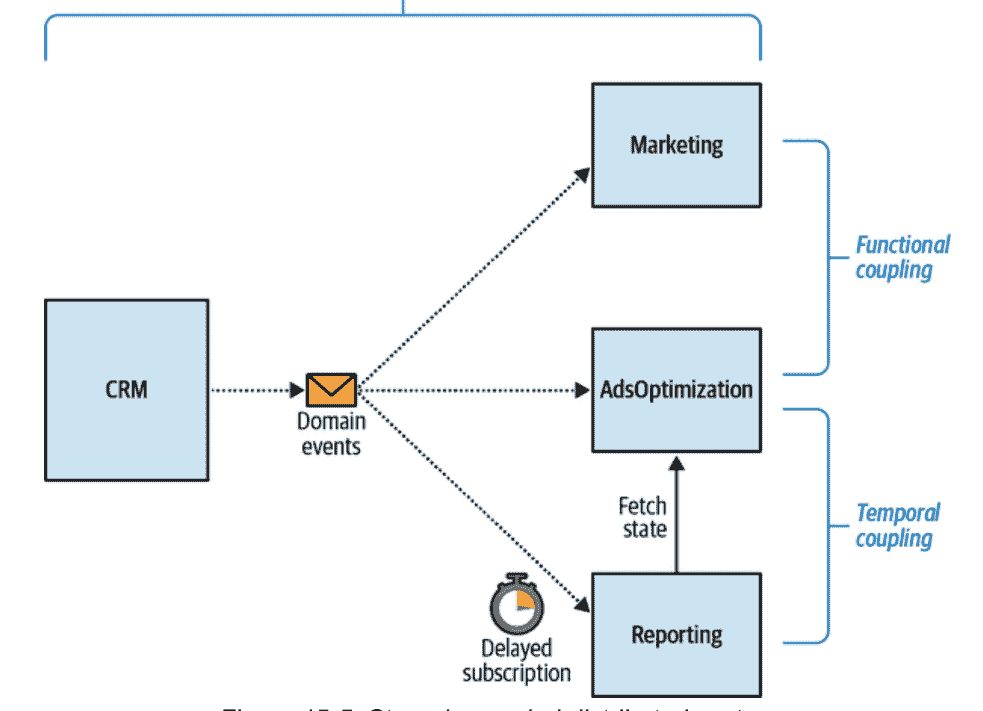 Marketing
Functional
coupling
CRM
AdsOptimization
Domain
events
Fetch
state
Temporal
coupling
Reporting
Delayed
subscription